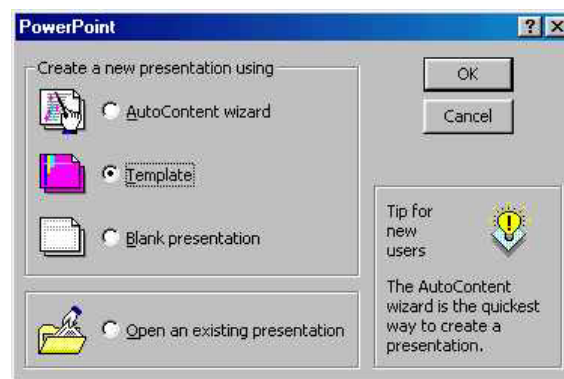 PowerPoint
Create a new presentation using
AutoContent wizard
Template
Blank presentation
Open an existing presentation
OK
Cancel
Tip for
new
users
The AutoContent
wizard is the quickest
way to create a
presentation.